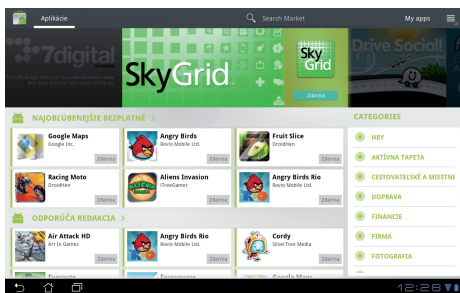 Aplikácie
Search Market
My apps
7digital
SkyGrid
Sky
Grid
Zdarma
Drive Social!
NAJOBĽÚBENEJŠIE BEZPLATNÉ >
Google Maps
Google Inc.
Zdarma
Angry Birds
Rovio Mobile Ltd.
Zdarma
Fruit Slice
DroidHen
Zdarma
Racing Moto
DroidHen
Zdarma
Aliens Invasion
iTreeGamer
Zdarma
Angry Birds Rio
Rovio Mobile Ltd.
Zdarma
ODPORÚČA REDAKCIA >
Air Attack HD
Art In Games
Zdarma
Angry Birds Rio
Rovio Mobile Ltd.
Zdarma
Cordy
SilverTree Media
Zdarma
Evernote
Foursquare
Google Maps
CATEGORIES
HRY
AKTÍVNA TAPETA
CESTOVATEĽSKÉ A MIESTNE
DOPRAVA
FINANCIE
FIRMA
FOTOGRAFIA
12:28